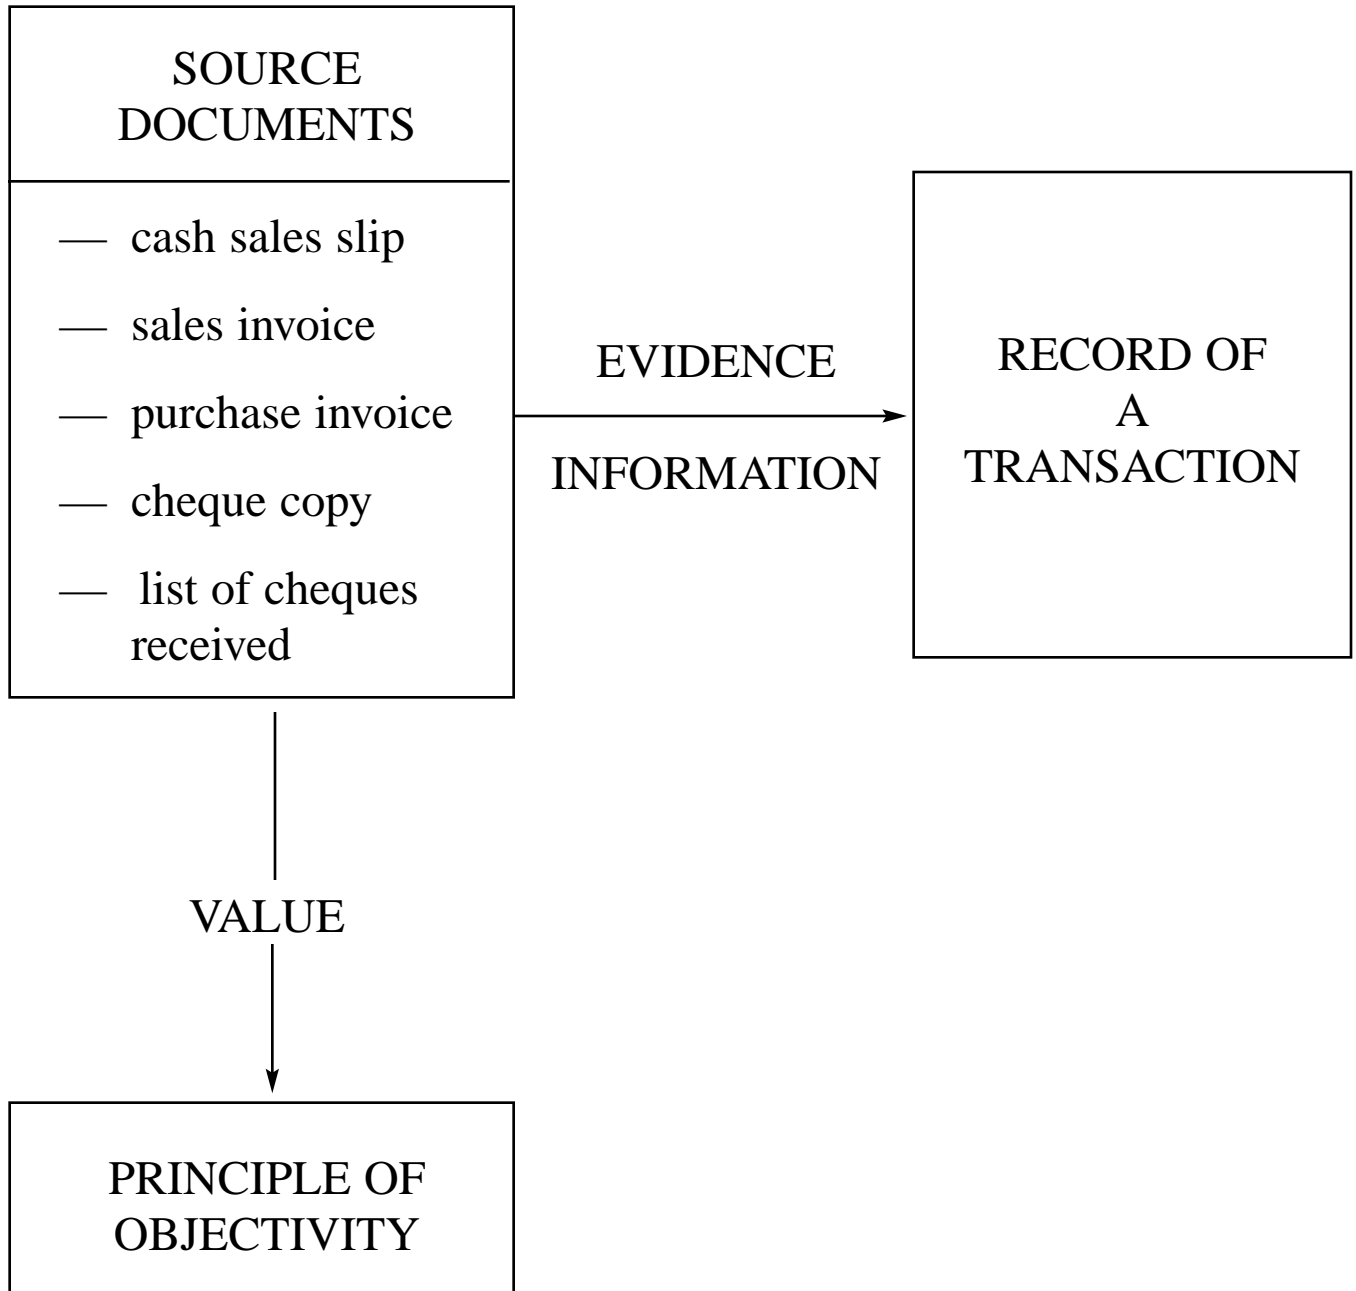 SOURCE
DOCUMENTS
— cash sales slip
— sales invoice
— purchase invoice
— cheque copy
— list of cheques
received
EVIDENCE
INFORMATION
RECORD OF
A
TRANSACTION
VALUE
PRINCIPLE OF
OBJECTIVITY